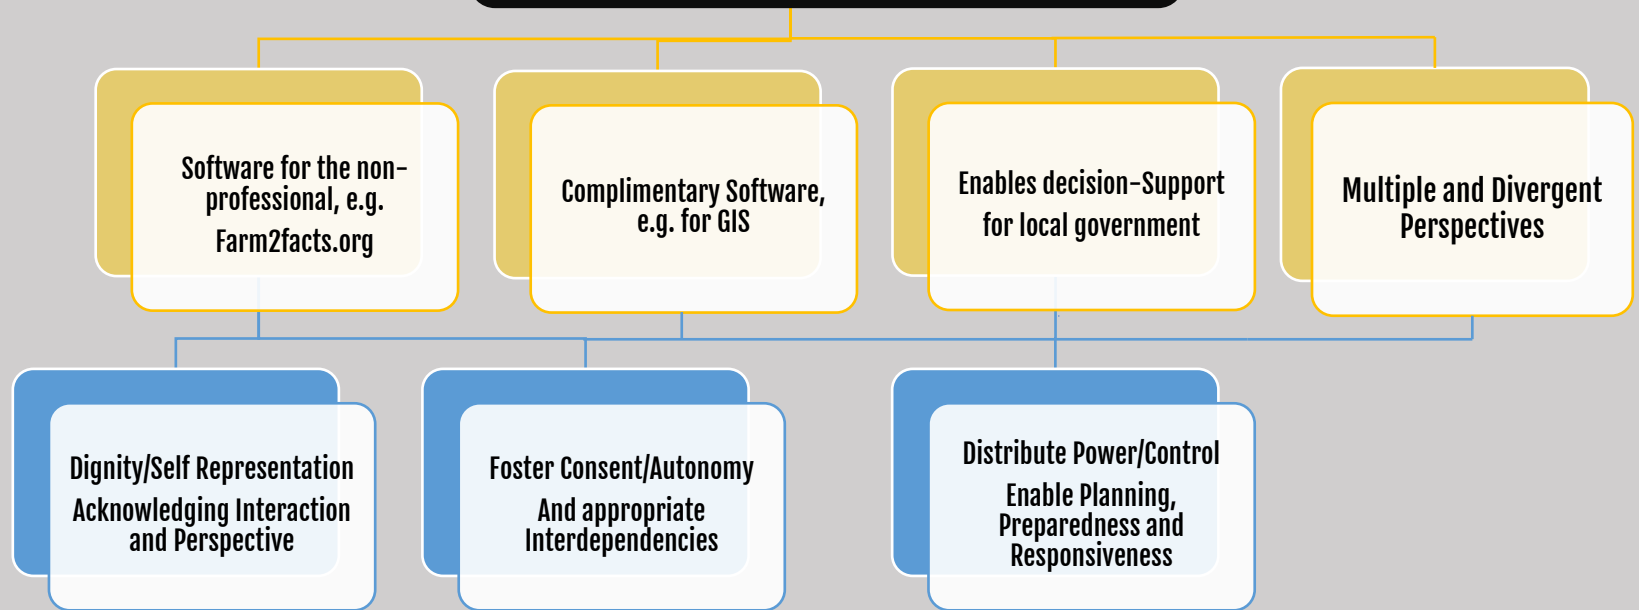 Software for the non-
professional, e.g.
Farm2facts.org
Complimentary Software,
e.g. for GIS
Enables decision-Support
for local government
Multiple and Divergent
Perspectives
Dignity/Self Representation
Acknowledging Interaction
and Perspective
Foster Consent/Autonomy
And appropriate
Interdependencies
Distribute Power/Control
Enable Planning,
Preparedness and
Responsiveness